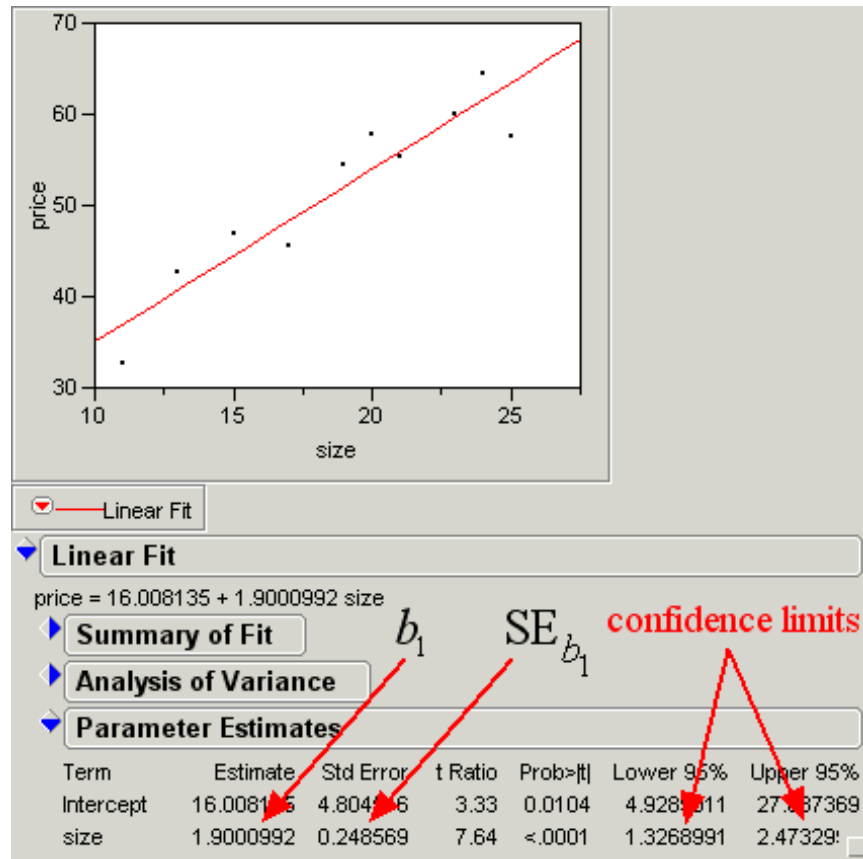 70
60
50
40
30
price
10 15 20 25
size
Linear Fit
Linear Fit
price = 16.008135 + 1.9000992 size
Summary of Fit
b1
SEb1
confidence limits
Analysis of Variance
Parameter Estimates
Term Estimate Std Error t Ratio Prob>|t| Lower 95% Upper 95%
Intercept 3.33 0.0104
size 1.9000992 0.248569 7.64 <.0001 1.3268991